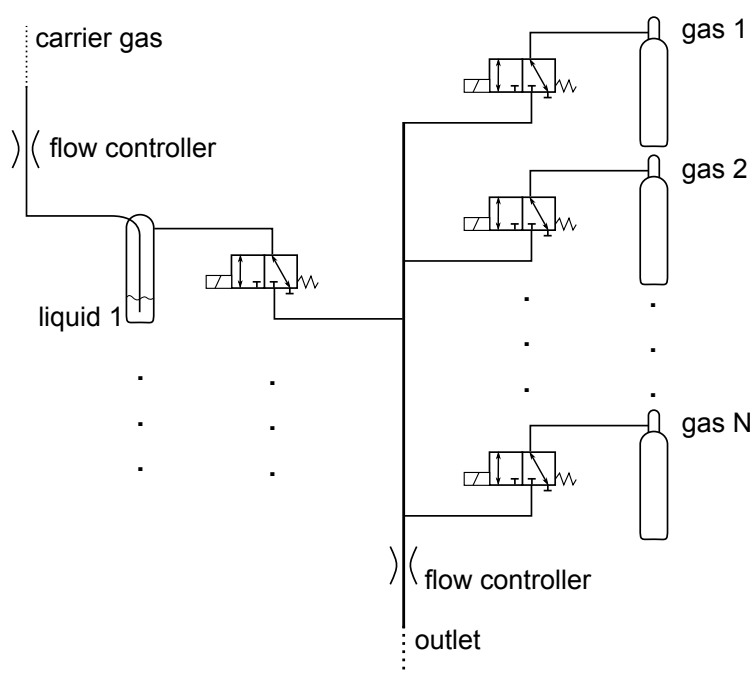 carrier gas
gas 1
flow controller
gas 2
liquid 1
gas N
flow controller
outlet